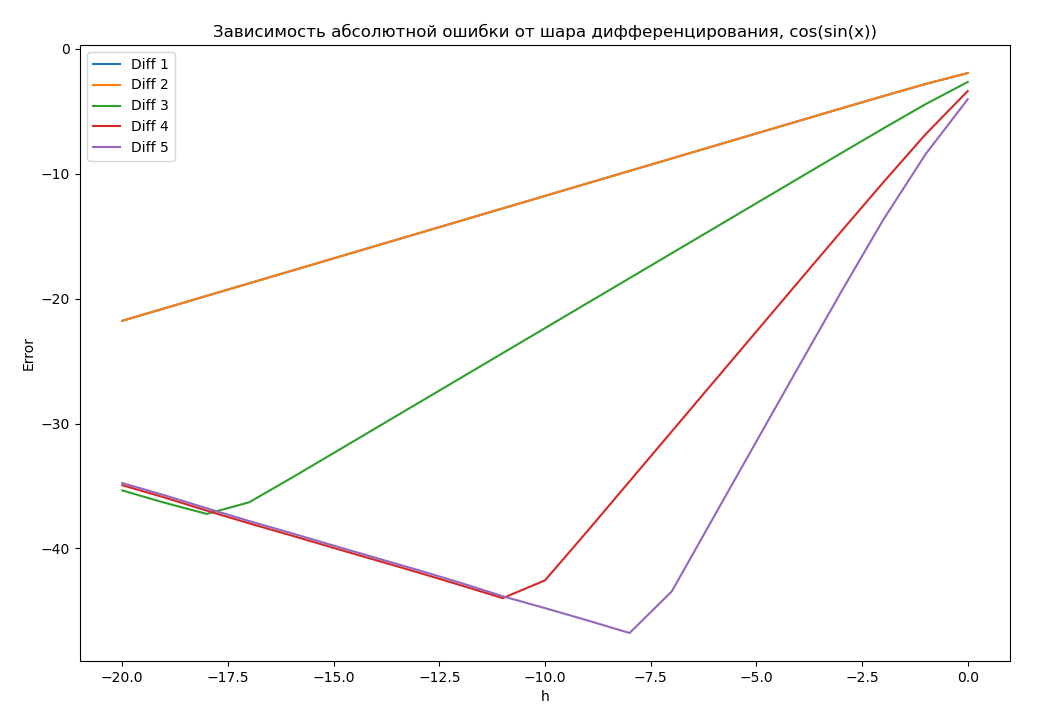 Зависимость абсолютной ошибки от шара дифференцирования, cos(sin(x))
Diff 1
Diff 2
Diff 3
Diff 4
Diff 5
Error
0
−10
−20
−30
−40
−20.0 −17.5 −15.0 −12.5 −10.0 −7.5 −5.0 −2.5 0.0
h